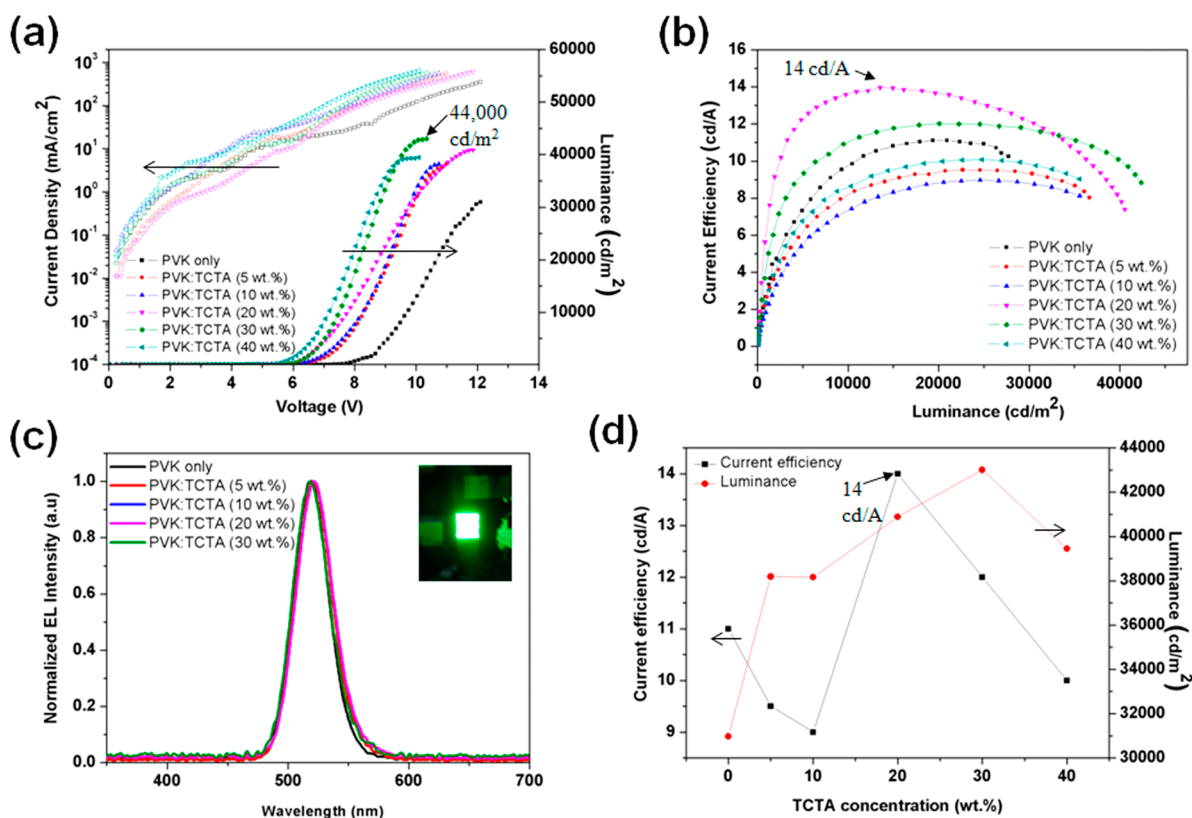 (a)
10³
10²
10¹
10⁰
10⁻¹
10⁻²
10⁻³
10⁻⁴
Current Density (mA/cm²)
0 2 4 6 8 10 12 14
Voltage (V)
60000
50000
40000
30000
20000
10000
0
Luminance (cd/m²)
44,000
cd/m²
PVK only
PVK:TCTA (5 wt.%)
PVK:TCTA (10 wt.%)
PVK:TCTA (20 wt.%)
PVK:TCTA (30 wt.%)
PVK:TCTA (40 wt.%)
(b)
16
14
12
10
8
6
4
2
0
Current Efficiency (cd/A)
0 10000 20000 30000 40000
Luminance (cd/m²)
14 cd/A
PVK only
PVK:TCTA (5 wt.%)
PVK:TCTA (10 wt.%)
PVK:TCTA (20 wt.%)
PVK:TCTA (30 wt.%)
PVK:TCTA (40 wt.%)
(c)
1.0
0.8
0.6
0.4
0.2
0.0
Normalized EL Intensity (a.u)
400 500 600 700
Wavelength (nm)
PVK only
PVK:TCTA (5 wt.%)
PVK:TCTA (10 wt.%)
PVK:TCTA (20 wt.%)
PVK:TCTA (30 wt.%)
(d)
14
13
12
11
10
9
Current efficiency (cd/A)
0 10 20 30 40
TCTA concentration (wt.%)
44000
42000
40000
38000
36000
34000
32000
30000
Luminance (cd/m²)
Current efficiency
Luminance
14
cd/A